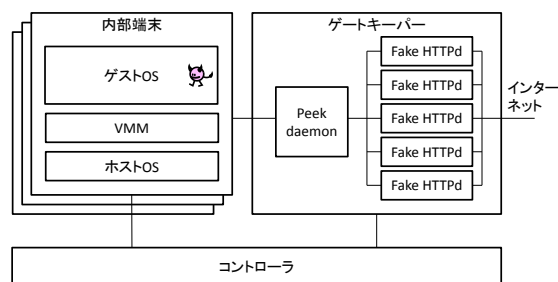 内部端末
ゲストOS
VMM
ホストOS
ゲートキーパー
Peek
daemon
Fake HTTPd
Fake HTTPd
Fake HTTPd
Fake HTTPd
Fake HTTPd
インター
ネット
コントローラ